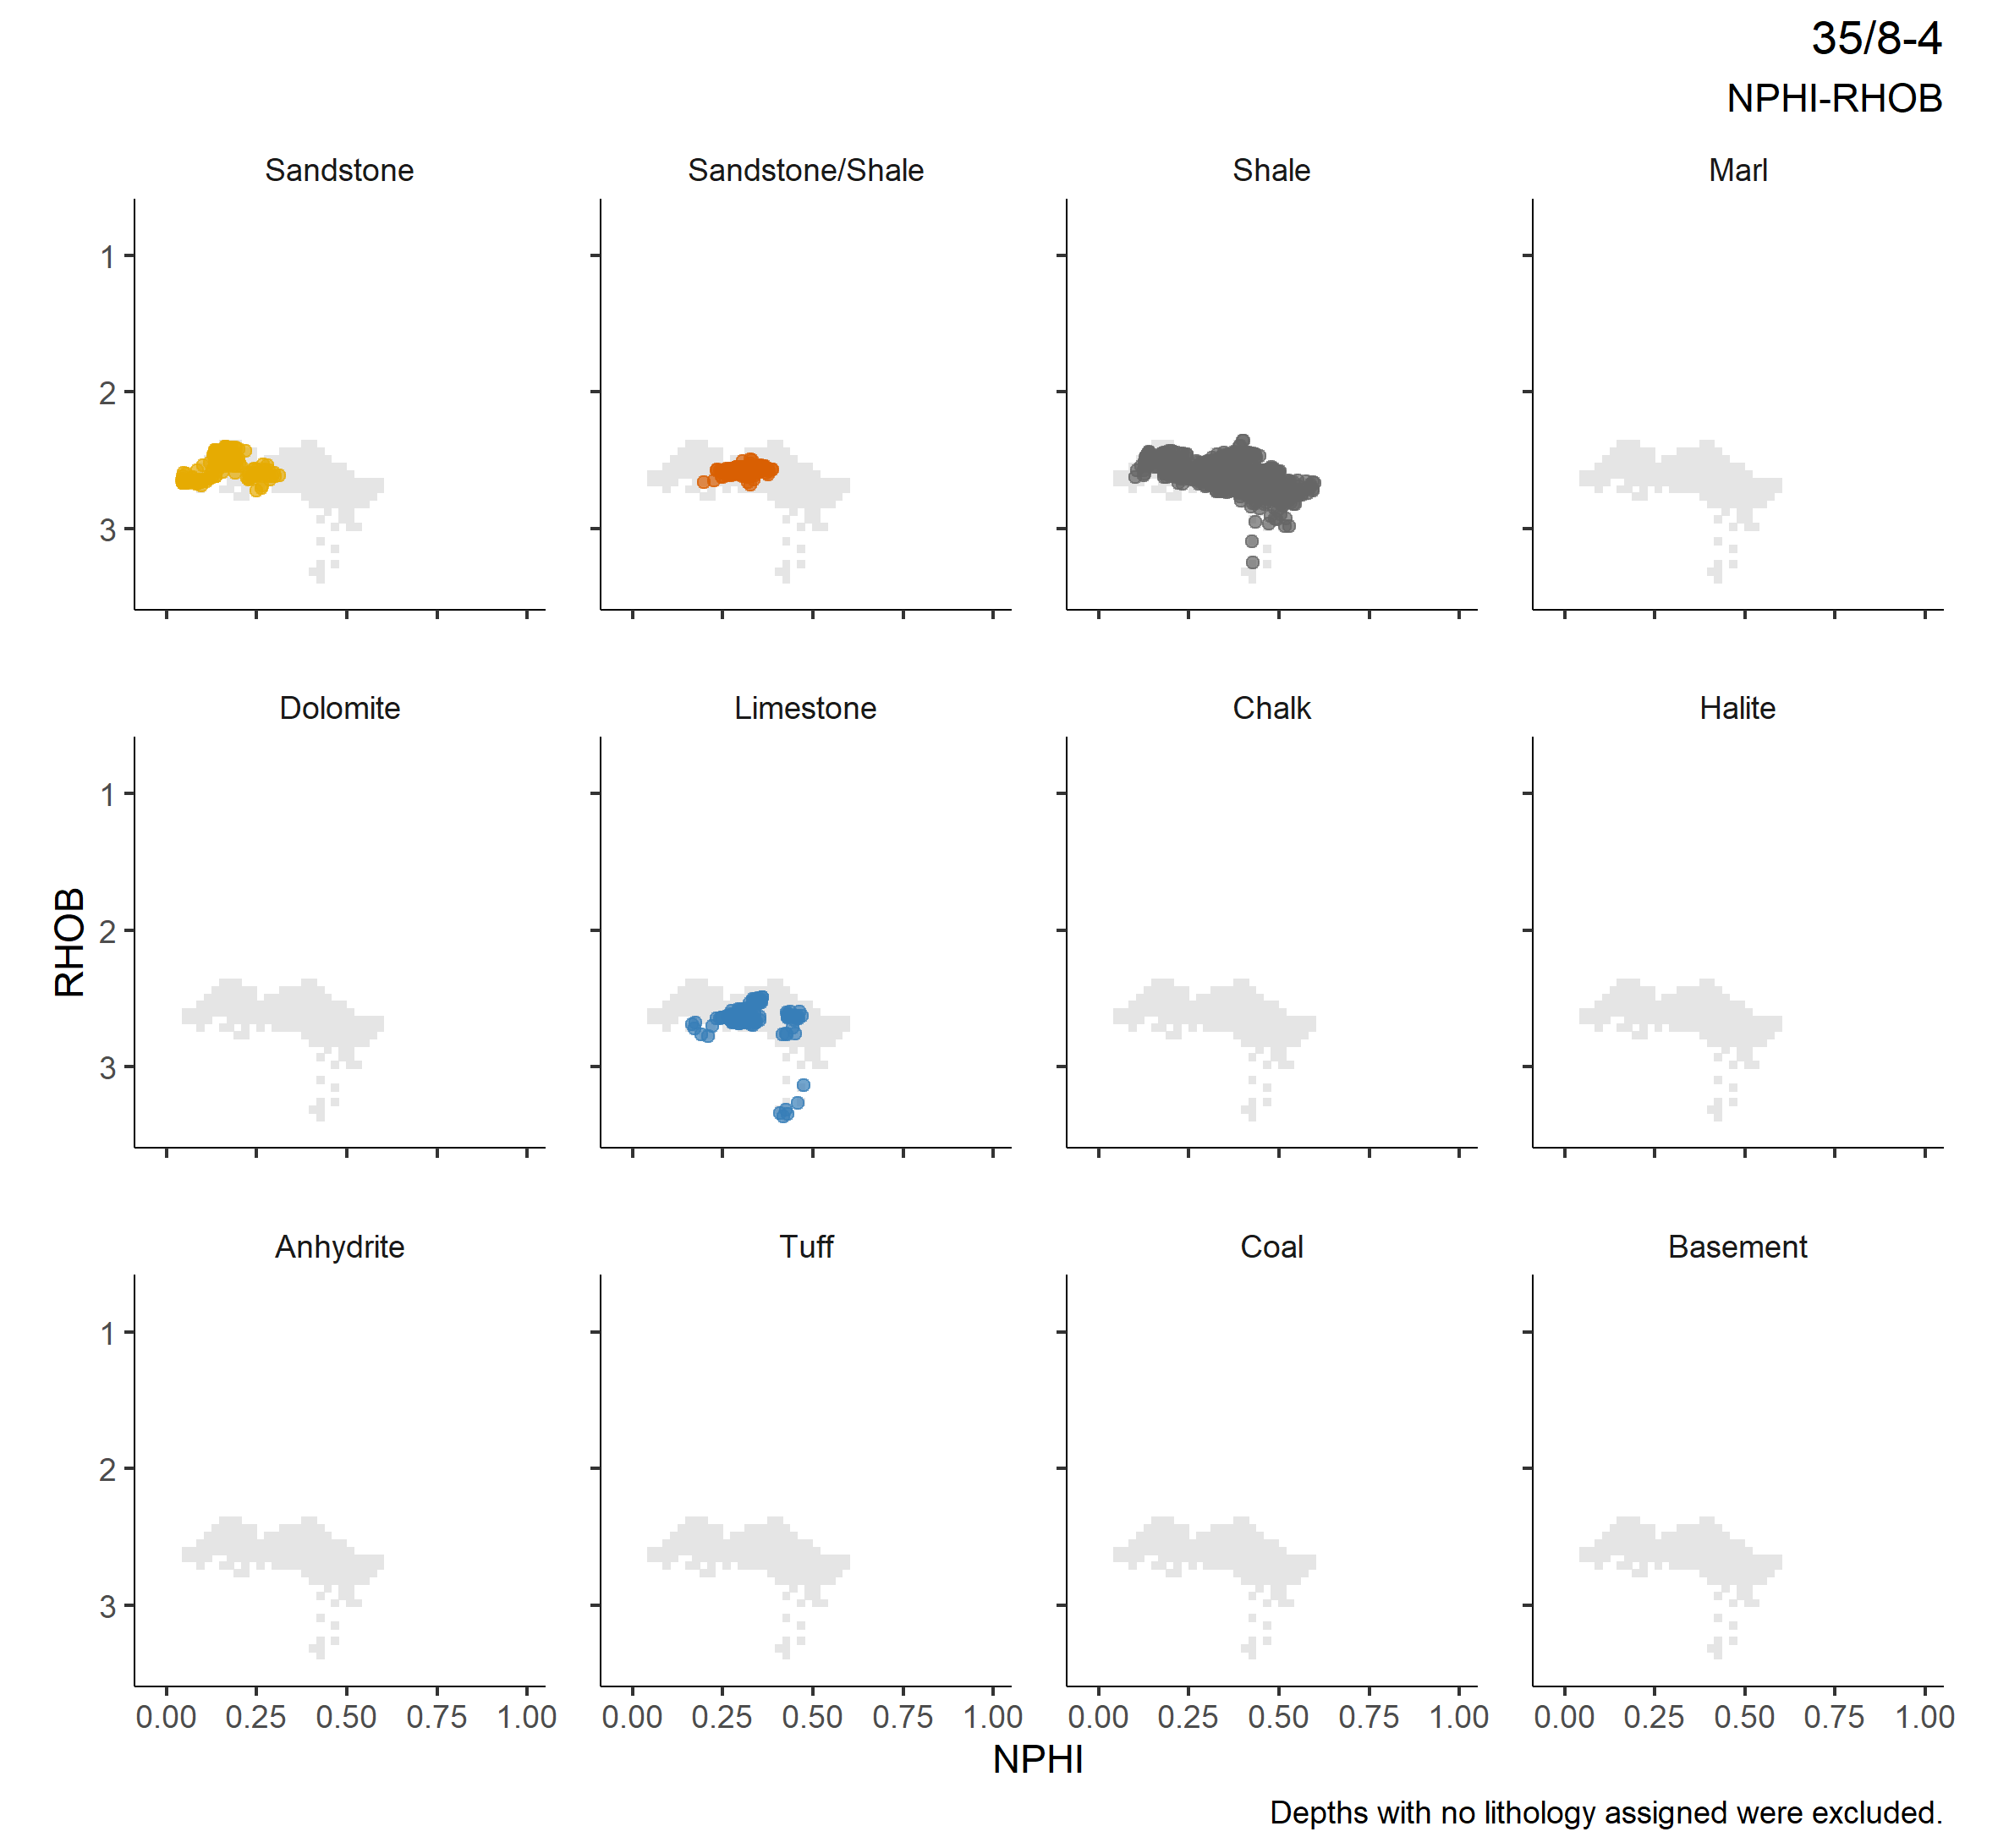 35/8-4
NPHI-RHOB
Sandstone Sandstone/Shale Shale Marl
1
2
3
Dolomite Limestone Chalk Halite
1
2
3
RHOB
Anhydrite Tuff Coal Basement
1
2
3
0.00 0.25 0.50 0.75 1.00 0.00 0.25 0.50 0.75 1.00 0.00 0.25 0.50 0.75 1.00 0.00 0.25 0.50 0.75 1.00
NPHI
Depths with no lithology assigned were excluded.